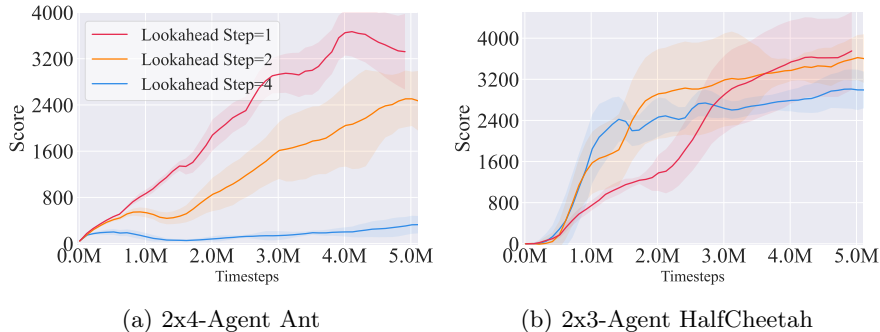 4000
3200
2400
1600
800
0
Score
Lookahead Step=1
Lookahead Step=2
Lookahead Step=4
0.0M 1.0M 2.0M 3.0M 4.0M 5.0M
Timesteps
(a) 2x4-Agent Ant
4000
3200
2400
1600
800
0
Score
0.0M 1.0M 2.0M 3.0M 4.0M 5.0M
Timesteps
(b) 2x3-Agent HalfCheetah